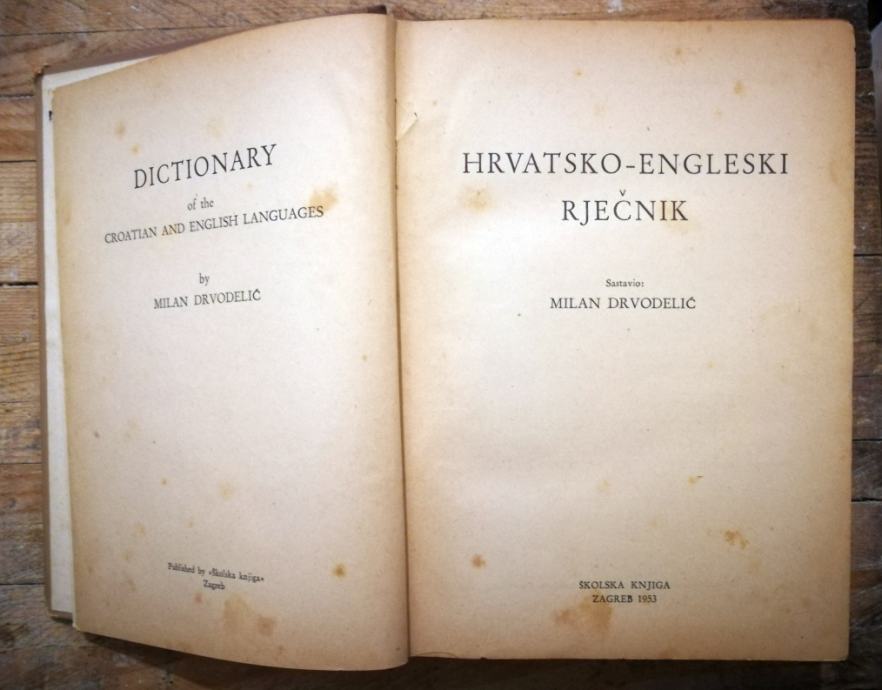 DICTIONARY
of the
CROATIAN AND ENGLISH LANGUAGES
by
MILAN DRVODELIĆ
Published by »Školska knjiga«
Zagreb
HRVATSKO-ENGLESKI
RJEČNIK
Sastavio:
MILAN DRVODELIĆ
ŠKOLSKA KNJIGA
ZAGREB 1953